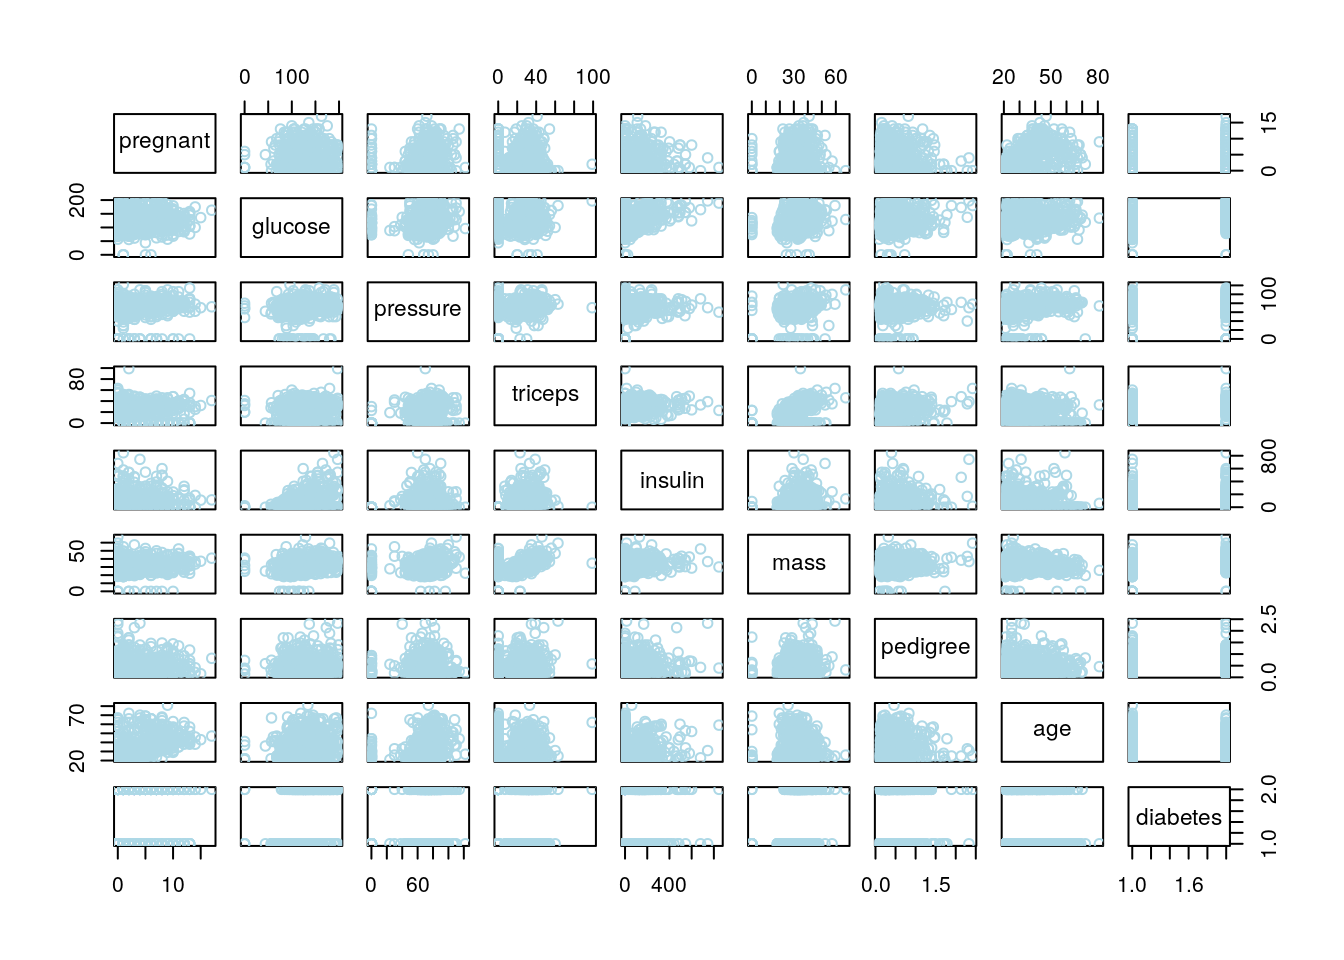 0 100 0 40 100 0 30 60 20 50 80
pregnant 0 15
0 200 glucose
pressure 0 100
0 80 triceps
insulin 0 800
0 50 mass
pedigree 0.0 2.5
20 70 age
diabetes 1.0 2.0
0 10 0 60 0 400 0.0 1.5 1.0 1.6